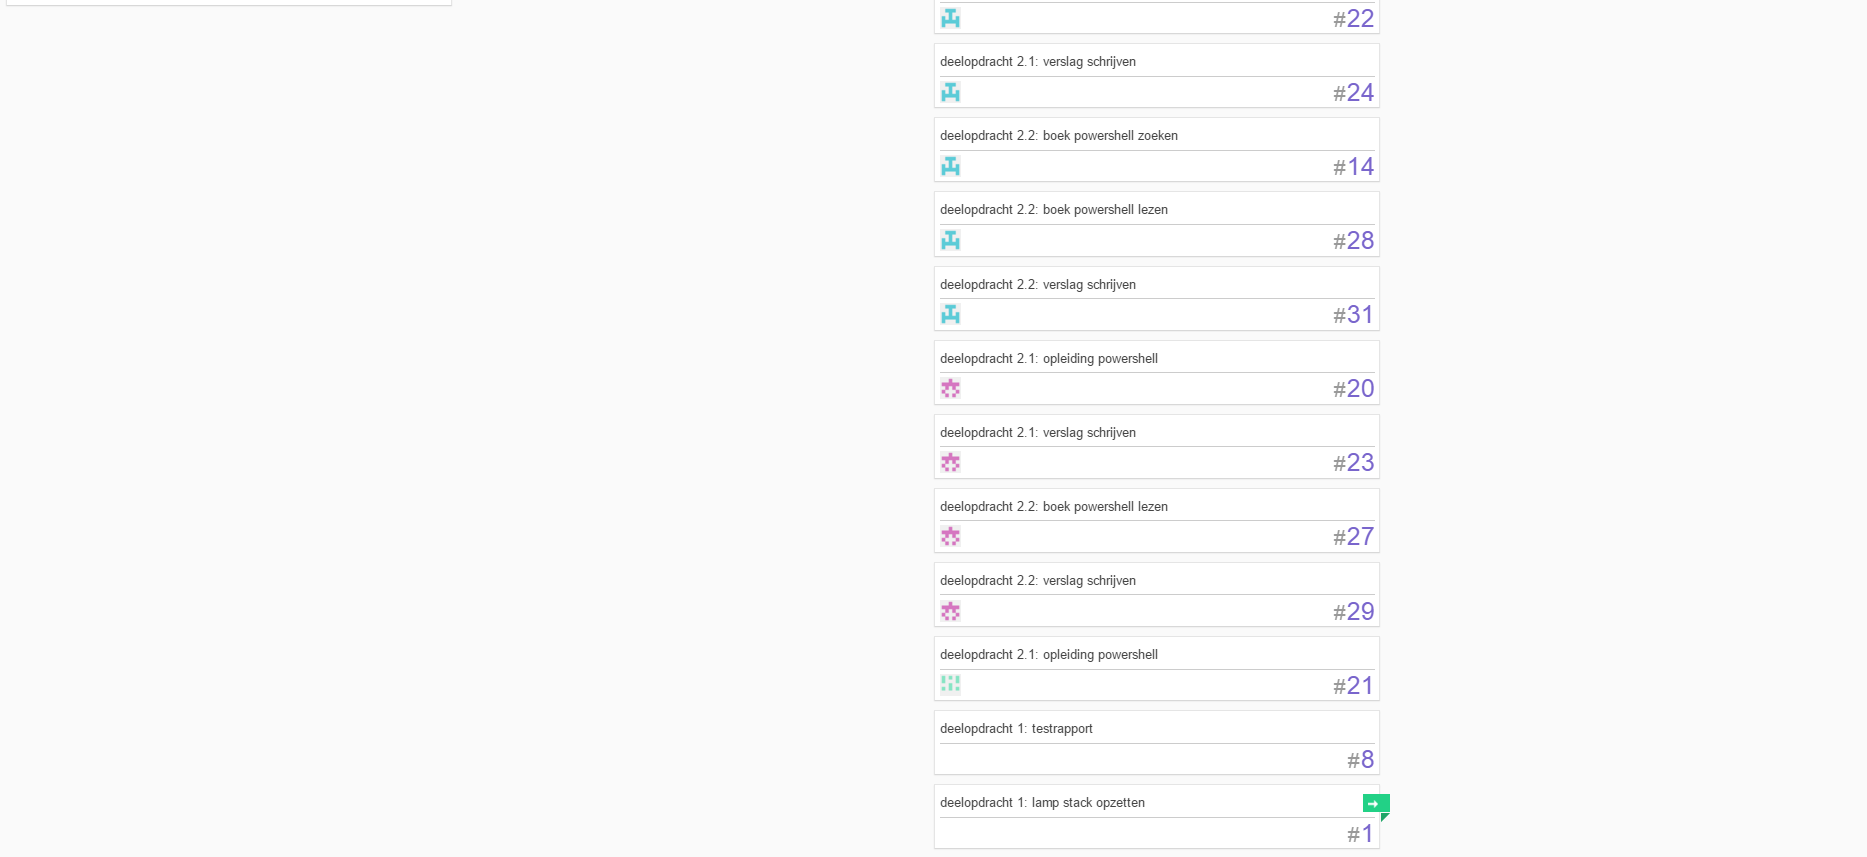 #22
deelopdracht 2.1: verslag schrijven
#24
deelopdracht 2.2: boek powershell zoeken
#14
deelopdracht 2.2: boek powershell lezen
#28
deelopdracht 2.2: verslag schrijven
#31
deelopdracht 2.1: opleiding powershell
#20
deelopdracht 2.1: verslag schrijven
#23
deelopdracht 2.2: boek powershell lezen
#27
deelopdracht 2.2: verslag schrijven
#29
deelopdracht 2.1: opleiding powershell
#21
deelopdracht 1: testrapport
#8
deelopdracht 1: lamp stack opzetten
#1